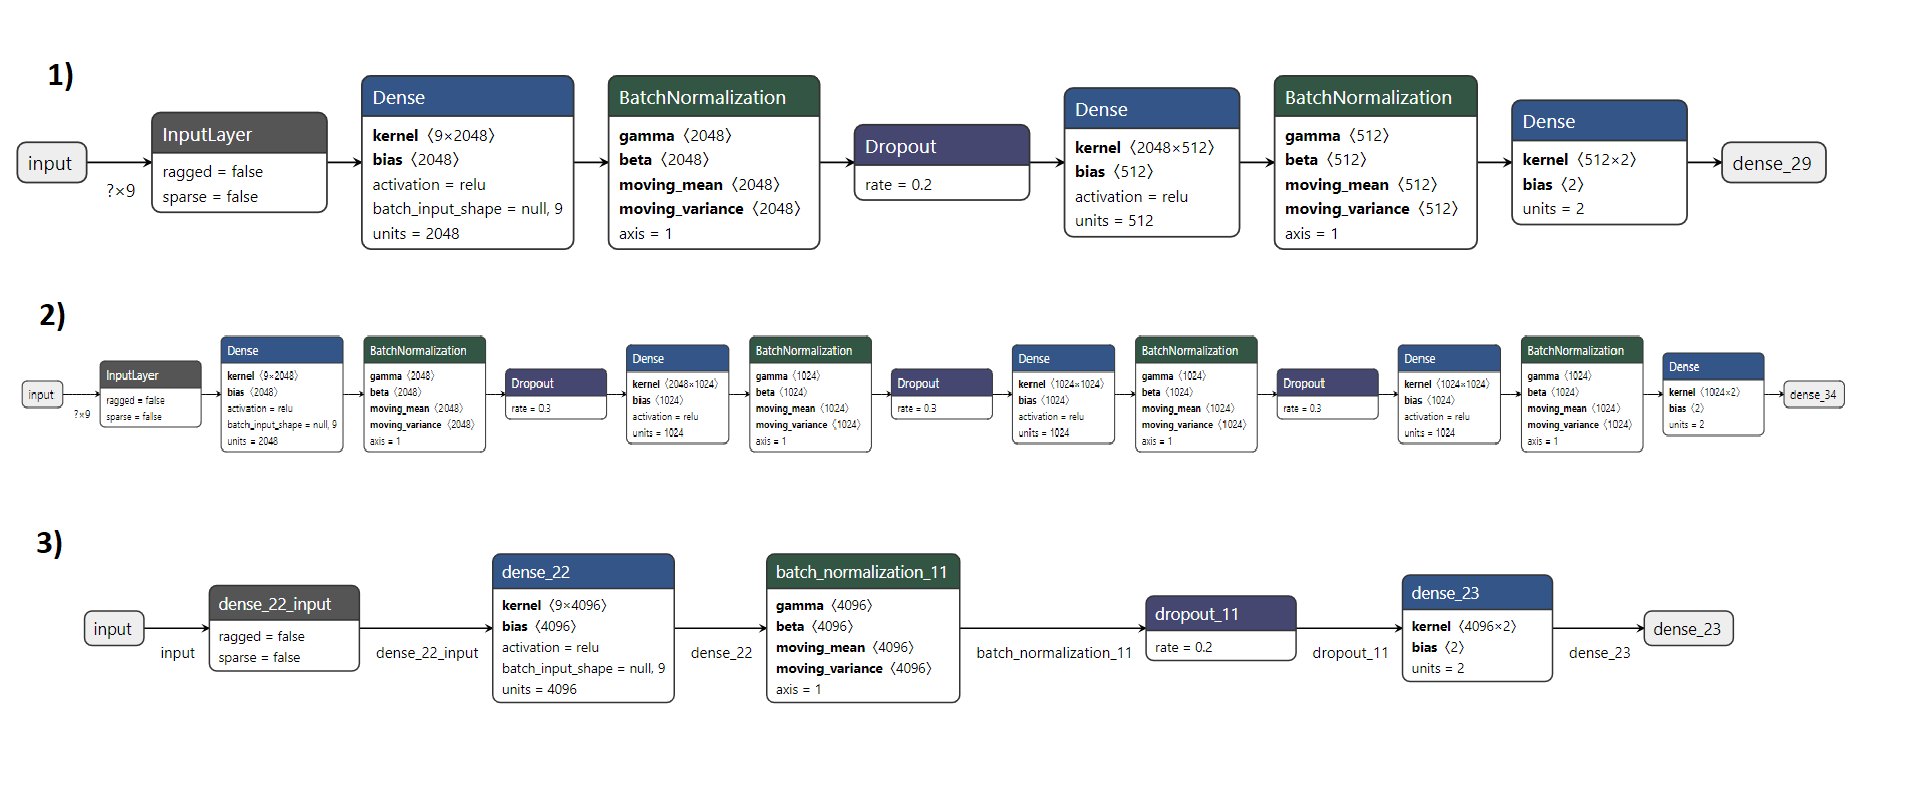 1)
input
?×9
InputLayer
ragged = false
sparse = false
Dense
kernel ⟨9×2048⟩
bias ⟨2048⟩
activation = relu
batch_input_shape = null, 9
units = 2048
BatchNormalization
gamma ⟨2048⟩
beta ⟨2048⟩
moving_mean ⟨2048⟩
moving_variance ⟨2048⟩
axis = 1
Dropout
rate = 0.2
Dense
kernel ⟨2048×512⟩
bias ⟨512⟩
activation = relu
units = 512
BatchNormalization
gamma ⟨512⟩
beta ⟨512⟩
moving_mean ⟨512⟩
moving_variance ⟨512⟩
axis = 1
Dense
kernel ⟨512×2⟩
bias ⟨2⟩
units = 2
dense_29
2)
input
?×9
InputLayer
ragged = false
sparse = false
Dense
kernel ⟨9×2048⟩
bias ⟨2048⟩
activation = relu
batch_input_shape = null, 9
units = 2048
BatchNormalization
gamma ⟨2048⟩
beta ⟨2048⟩
moving_mean ⟨2048⟩
moving_variance ⟨2048⟩
axis = 1
Dropout
rate = 0.3
Dense
kernel ⟨2048×1024⟩
bias ⟨1024⟩
activation = relu
units = 1024
BatchNormalization
gamma ⟨1024⟩
beta ⟨1024⟩
moving_mean ⟨1024⟩
moving_variance ⟨1024⟩
axis = 1
Dropout
rate = 0.3
Dense
kernel ⟨1024×1024⟩
bias ⟨1024⟩
activation = relu
units = 1024
BatchNormalization
gamma ⟨1024⟩
beta ⟨1024⟩
moving_mean ⟨1024⟩
moving_variance ⟨1024⟩
axis = 1
Dropout
rate = 0.3
Dense
kernel ⟨1024×1024⟩
bias ⟨1024⟩
activation = relu
units = 1024
BatchNormalization
gamma ⟨1024⟩
beta ⟨1024⟩
moving_mean ⟨1024⟩
moving_variance ⟨1024⟩
axis = 1
Dense
kernel ⟨1024×2⟩
bias ⟨2⟩
units = 2
dense_34
3)
input
input
dense_22_input
ragged = false
sparse = false
dense_22_input
dense_22
kernel ⟨9×4096⟩
bias ⟨4096⟩
activation = relu
batch_input_shape = null, 9
units = 4096
dense_22
batch_normalization_11
gamma ⟨4096⟩
beta ⟨4096⟩
moving_mean ⟨4096⟩
moving_variance ⟨4096⟩
axis = 1
batch_normalization_11
dropout_11
rate = 0.2
dropout_11
dense_23
kernel ⟨4096×2⟩
bias ⟨2⟩
units = 2
dense_23
dense_23